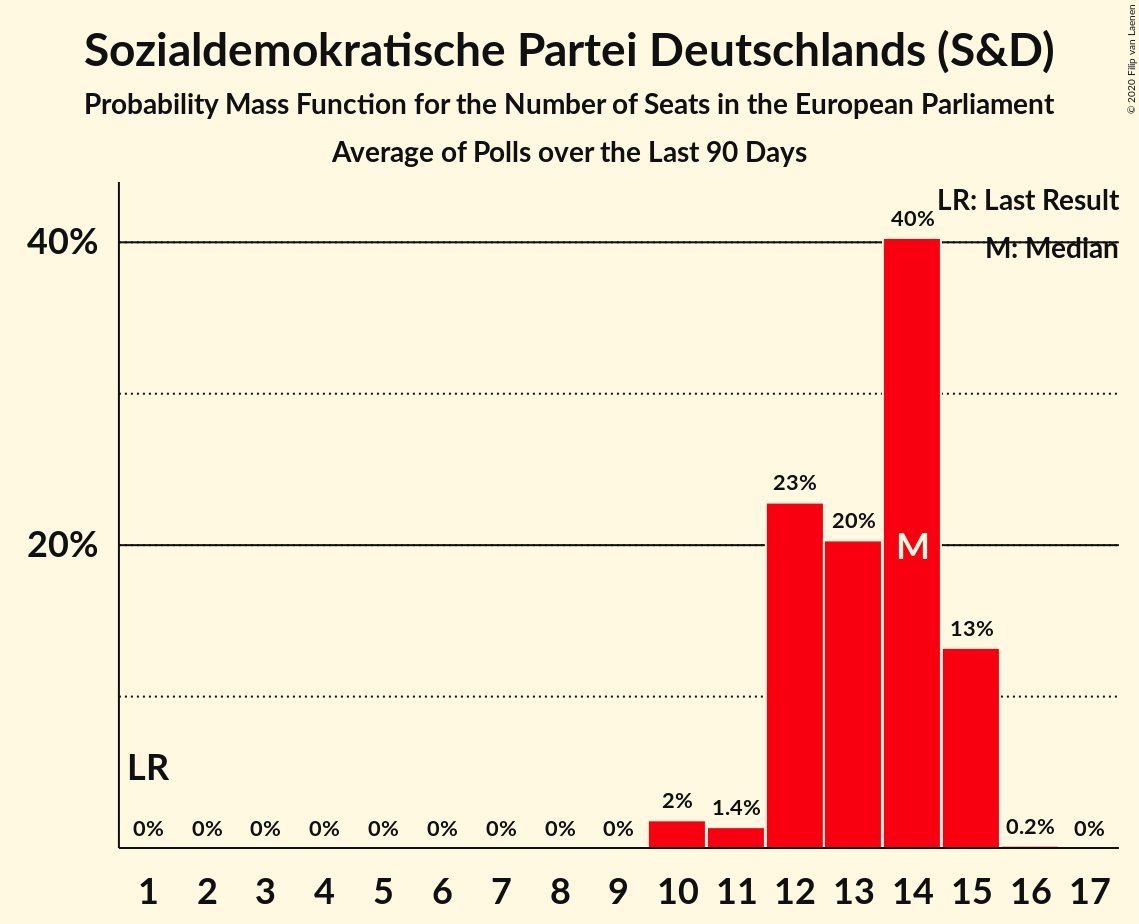 Sozialdemokratische Partei Deutschlands (S&D)
Probability Mass Function for the Number of Seats in the European Parliament
Average of Polls over the Last 90 Days
© 2020 Filip van Laenen
LR: Last Result
M: Median
40%
20%
LR
0% 0% 0% 0% 0% 0% 0% 0% 0% 2% 1.4% 23% 20% 40% 13% 0.2% 0%
M
1 2 3 4 5 6 7 8 9 10 11 12 13 14 15 16 17